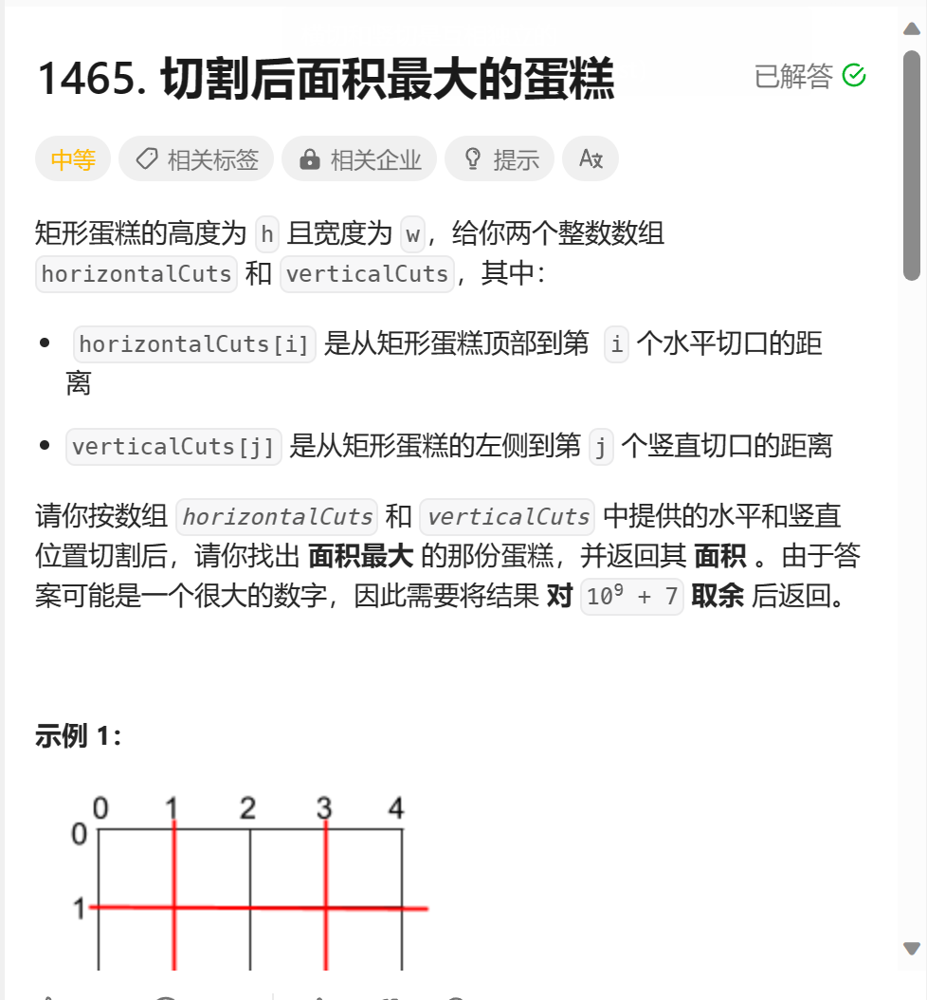 1465. 切割后面积最大的蛋糕
已解答
中等 相关标签 相关企业 提示
矩形蛋糕的高度为 h 且宽度为 w，给你两个整数数组
horizontalCuts 和 verticalCuts，其中：
horizontalCuts[i] 是从矩形蛋糕顶部到第 i 个水平切口的距
离
verticalCuts[j] 是从矩形蛋糕的左侧到第 j 个竖直切口的距离
请你按数组 horizontalCuts 和 verticalCuts 中提供的水平和竖直
位置切割后，请你找出 面积最大 的那份蛋糕，并返回其 面积 。由于答
案可能是一个很大的数字，因此需要将结果 对 10⁹ + 7 取余 后返回。
示例 1：
0 1 2 3 4
0
1